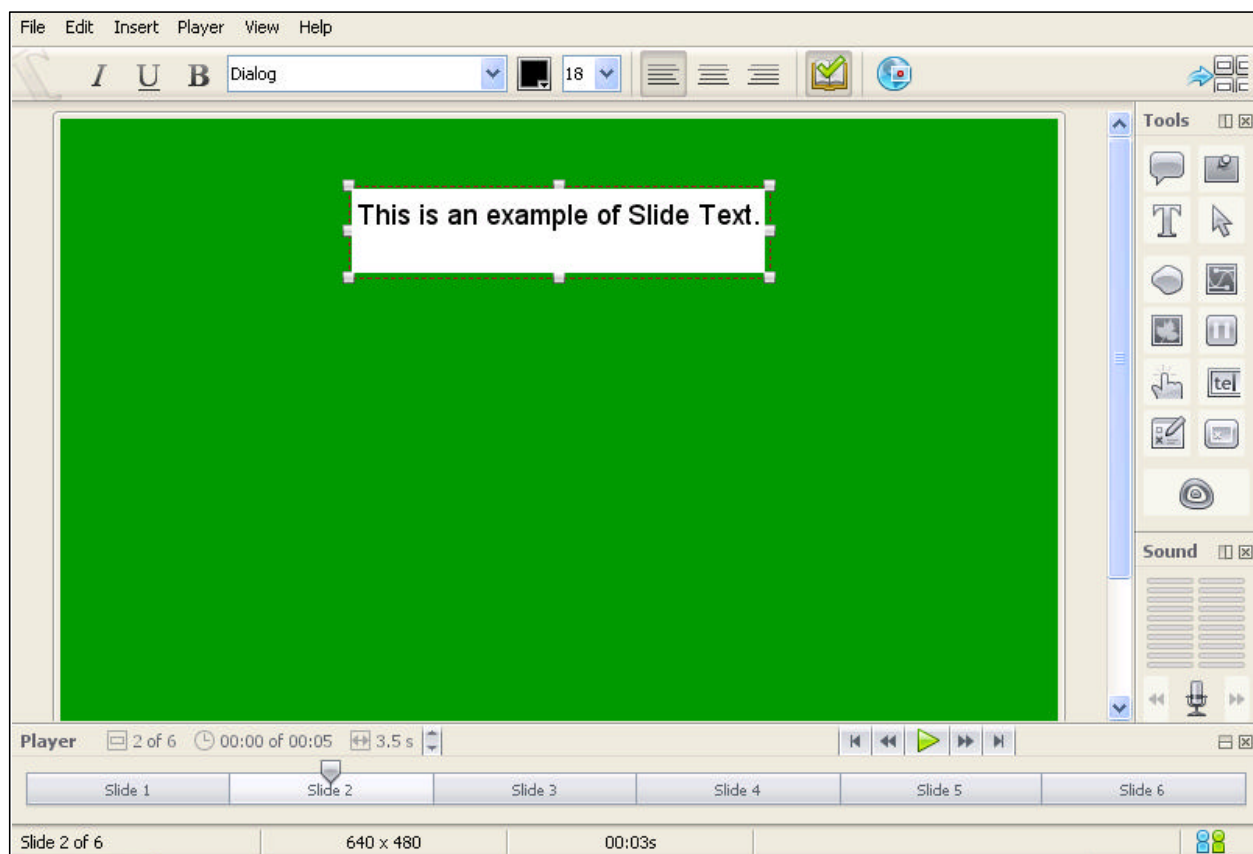 File Edit Insert Player View Help
I U B Dialog 18
Tools
This is an example of Slide Text.
T
tel
Sound
Player 2 of 6 00:00 of 00:05 3.5 s
Slide 1 Slide 2 Slide 3 Slide 4 Slide 5 Slide 6
Slide 2 of 6 640 x 480 00:03s